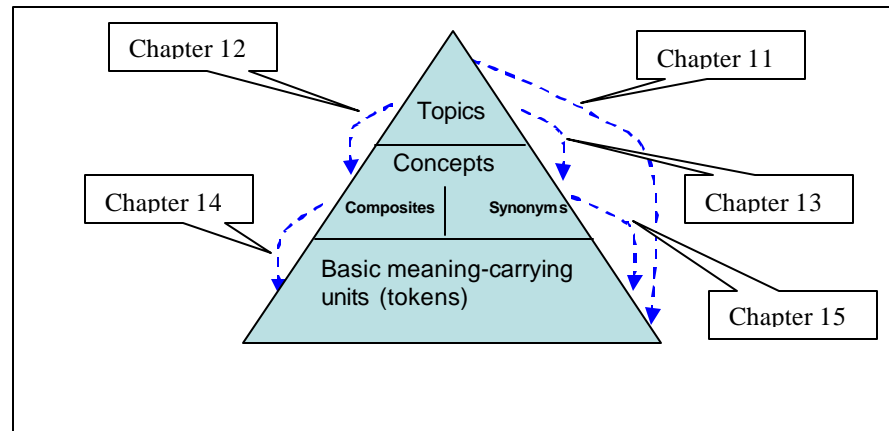 Chapter 12
Chapter 11
Topics
Concepts
Chapter 14
Composites
Synonyms
Chapter 13
Basic meaning-carrying
units (tokens)
Chapter 15